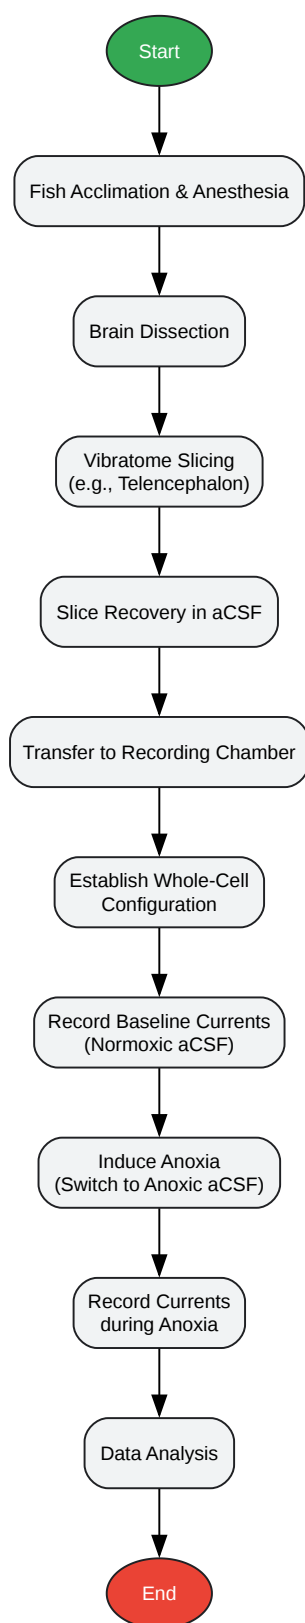 Start
Fish Acclimation & Anesthesia
Brain Dissection
Vibratome Slicing
(e.g., Telencephalon)
Slice Recovery in aCSF
Transfer to Recording Chamber
Establish Whole-Cell
Configuration
Record Baseline Currents
(Normoxic aCSF)
Induce Anoxia
(Switch to Anoxic aCSF)
Record Currents
during Anoxia
Data Analysis
End